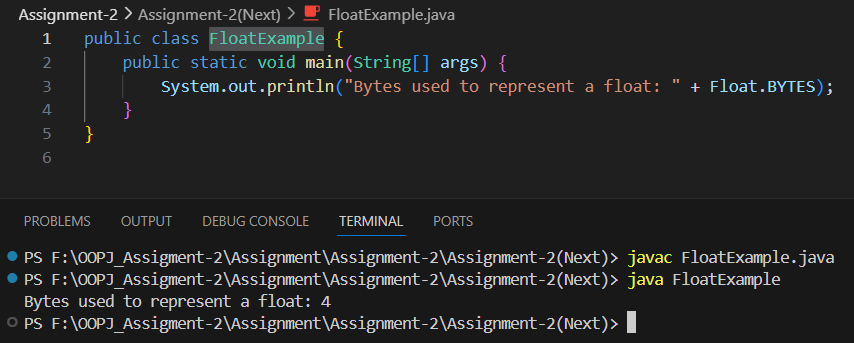 Assignment-2 > Assignment-2(Next) > FloatExample.java
1 public class FloatExample {
2     public static void main(String[] args) {
3         System.out.println("Bytes used to represent a float: " + Float.BYTES);
4     }
5 }
6
PROBLEMS OUTPUT DEBUG CONSOLE TERMINAL PORTS
PS F:\OOPJ_Assigment-2\Assignment\Assignment-2\Assignment-2(Next)> javac FloatExample.java
PS F:\OOPJ_Assigment-2\Assignment\Assignment-2\Assignment-2(Next)> java FloatExample
Bytes used to represent a float: 4
PS F:\OOPJ_Assigment-2\Assignment\Assignment-2\Assignment-2(Next)>